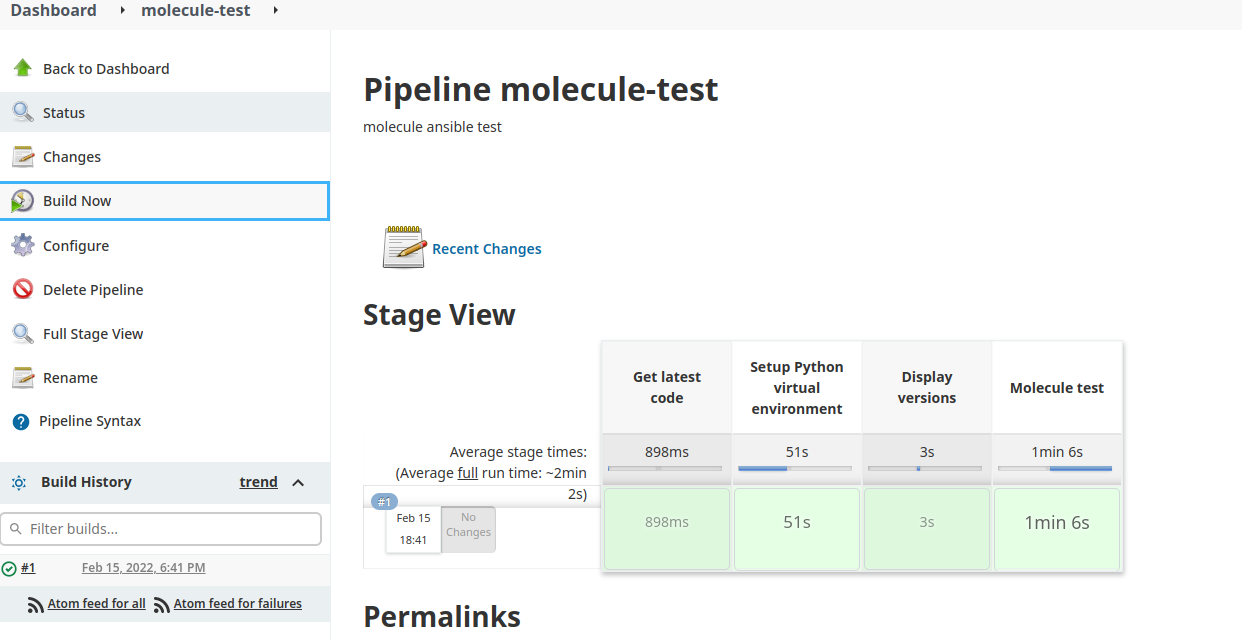 Dashboard
molecule-test
Back to Dashboard
Status
Changes
Build Now
Configure
Delete Pipeline
Full Stage View
Rename
Pipeline Syntax
Build History
trend
Filter builds...
#1
Feb 15, 2022, 6:41 PM
Atom feed for all
Atom feed for failures
Pipeline molecule-test
molecule ansible test
Recent Changes
Stage View
Get latest
code
Setup Python
virtual
environment
Display
versions
Molecule test
Average stage times:
(Average full run time: ~2min
2s)
898ms
51s
3s
1min 6s
#1
Feb 15
18:41
No
Changes
898ms
51s
3s
1min 6s
Permalinks